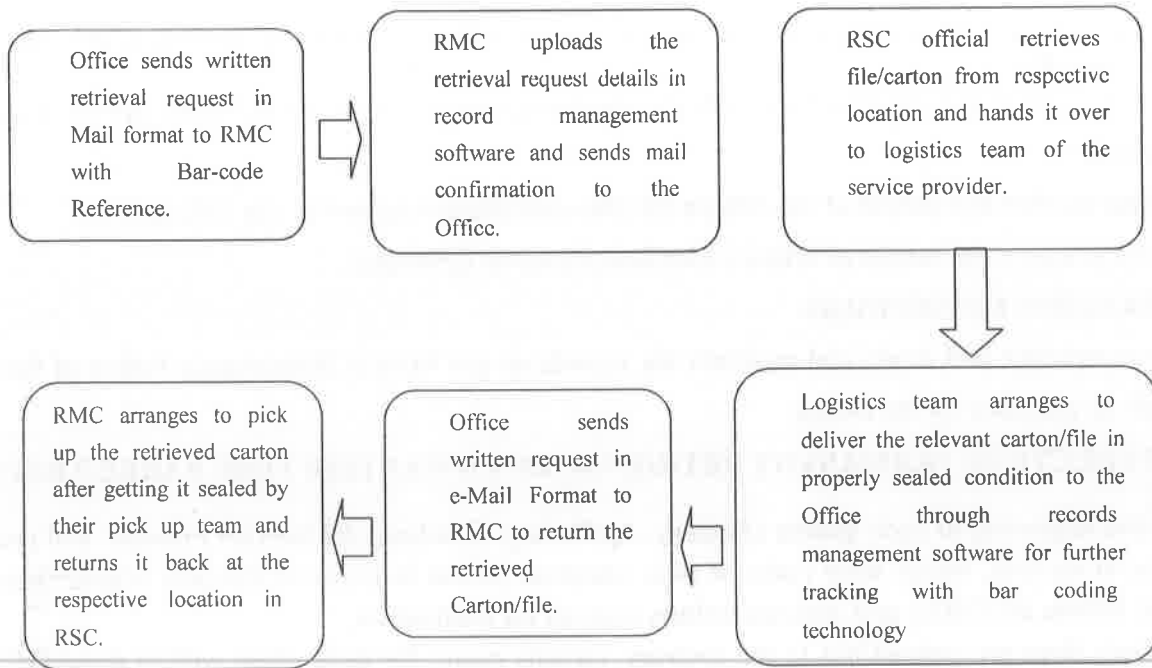 Office sends written
retrieval request in
Mail format to RMC
with Bar-code
Reference.
RMC uploads the
retrieval request details in
record management
software and sends mail
confirmation to the
Office.
RSC official retrieves
file/carton from respective
location and hands it over
to logistics team of the
service provider.
Logistics team arranges to
deliver the relevant carton/file in
properly sealed condition to the
Office through records
management software for further
tracking with bar coding
technology
Office sends
written request in
e-Mail Format to
RMC to return the
retrieved
Carton/file.
RMC arranges to pick
up the retrieved carton
after getting it sealed by
their pick up team and
returns it back at the
respective location in
RSC.